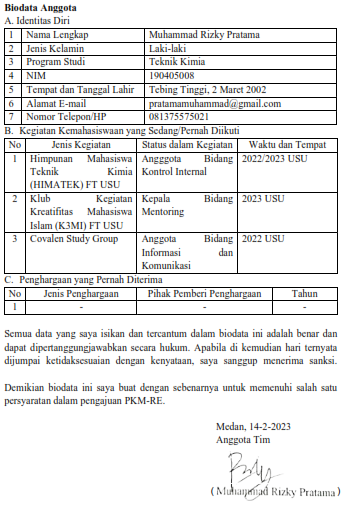 Biodata Anggota
A. Identitas Diri
1 Nama Lengkap Muhammad Rizky Pratama
2 Jenis Kelamin Laki-laki
3 Program Studi Teknik Kimia
4 NIM 190405008
5 Tempat dan Tanggal Lahir Tebing Tinggi, 2 Maret 2002
6 Alamat E-mail pratamamuhammad@gmail.com
7 Nomor Telepon/HP 081375575021
B. Kegiatan Kemahasiswaan yang Sedang/Pernah Diikuti
No Jenis Kegiatan Status dalam Kegiatan Waktu dan Tempat
1 Himpunan Mahasiswa Angggota Bidang 2022/2023 USU
Teknik Kimia Kontrol Internal
(HIMATEK) FT USU
2 Klub Kegiatan Kepala Bidang 2023 USU
Kreatifitas Mahasiswa Mentoring
Islam (K3MI) FT USU
3 Covalen Study Group Anggota Bidang 2022 USU
Informasi dan
Komunikasi
C. Penghargaan yang Pernah Diterima
No Jenis Penghargaan Pihak Pemberi Penghargaan Tahun
1 - - -
Semua data yang saya isikan dan tercantum dalam biodata ini adalah benar dan
dapat dipertanggungjawabkan secara hukum. Apabila di kemudian hari ternyata
dijumpai ketidaksesuaian dengan kenyataan, saya sanggup menerima sanksi.
Demikian biodata ini saya buat dengan sebenarnya untuk memenuhi salah satu
persyaratan dalam pengajuan PKM-RE.
Medan, 14-2-2023
Anggota Tim
(Muhammad Rizky Pratama)